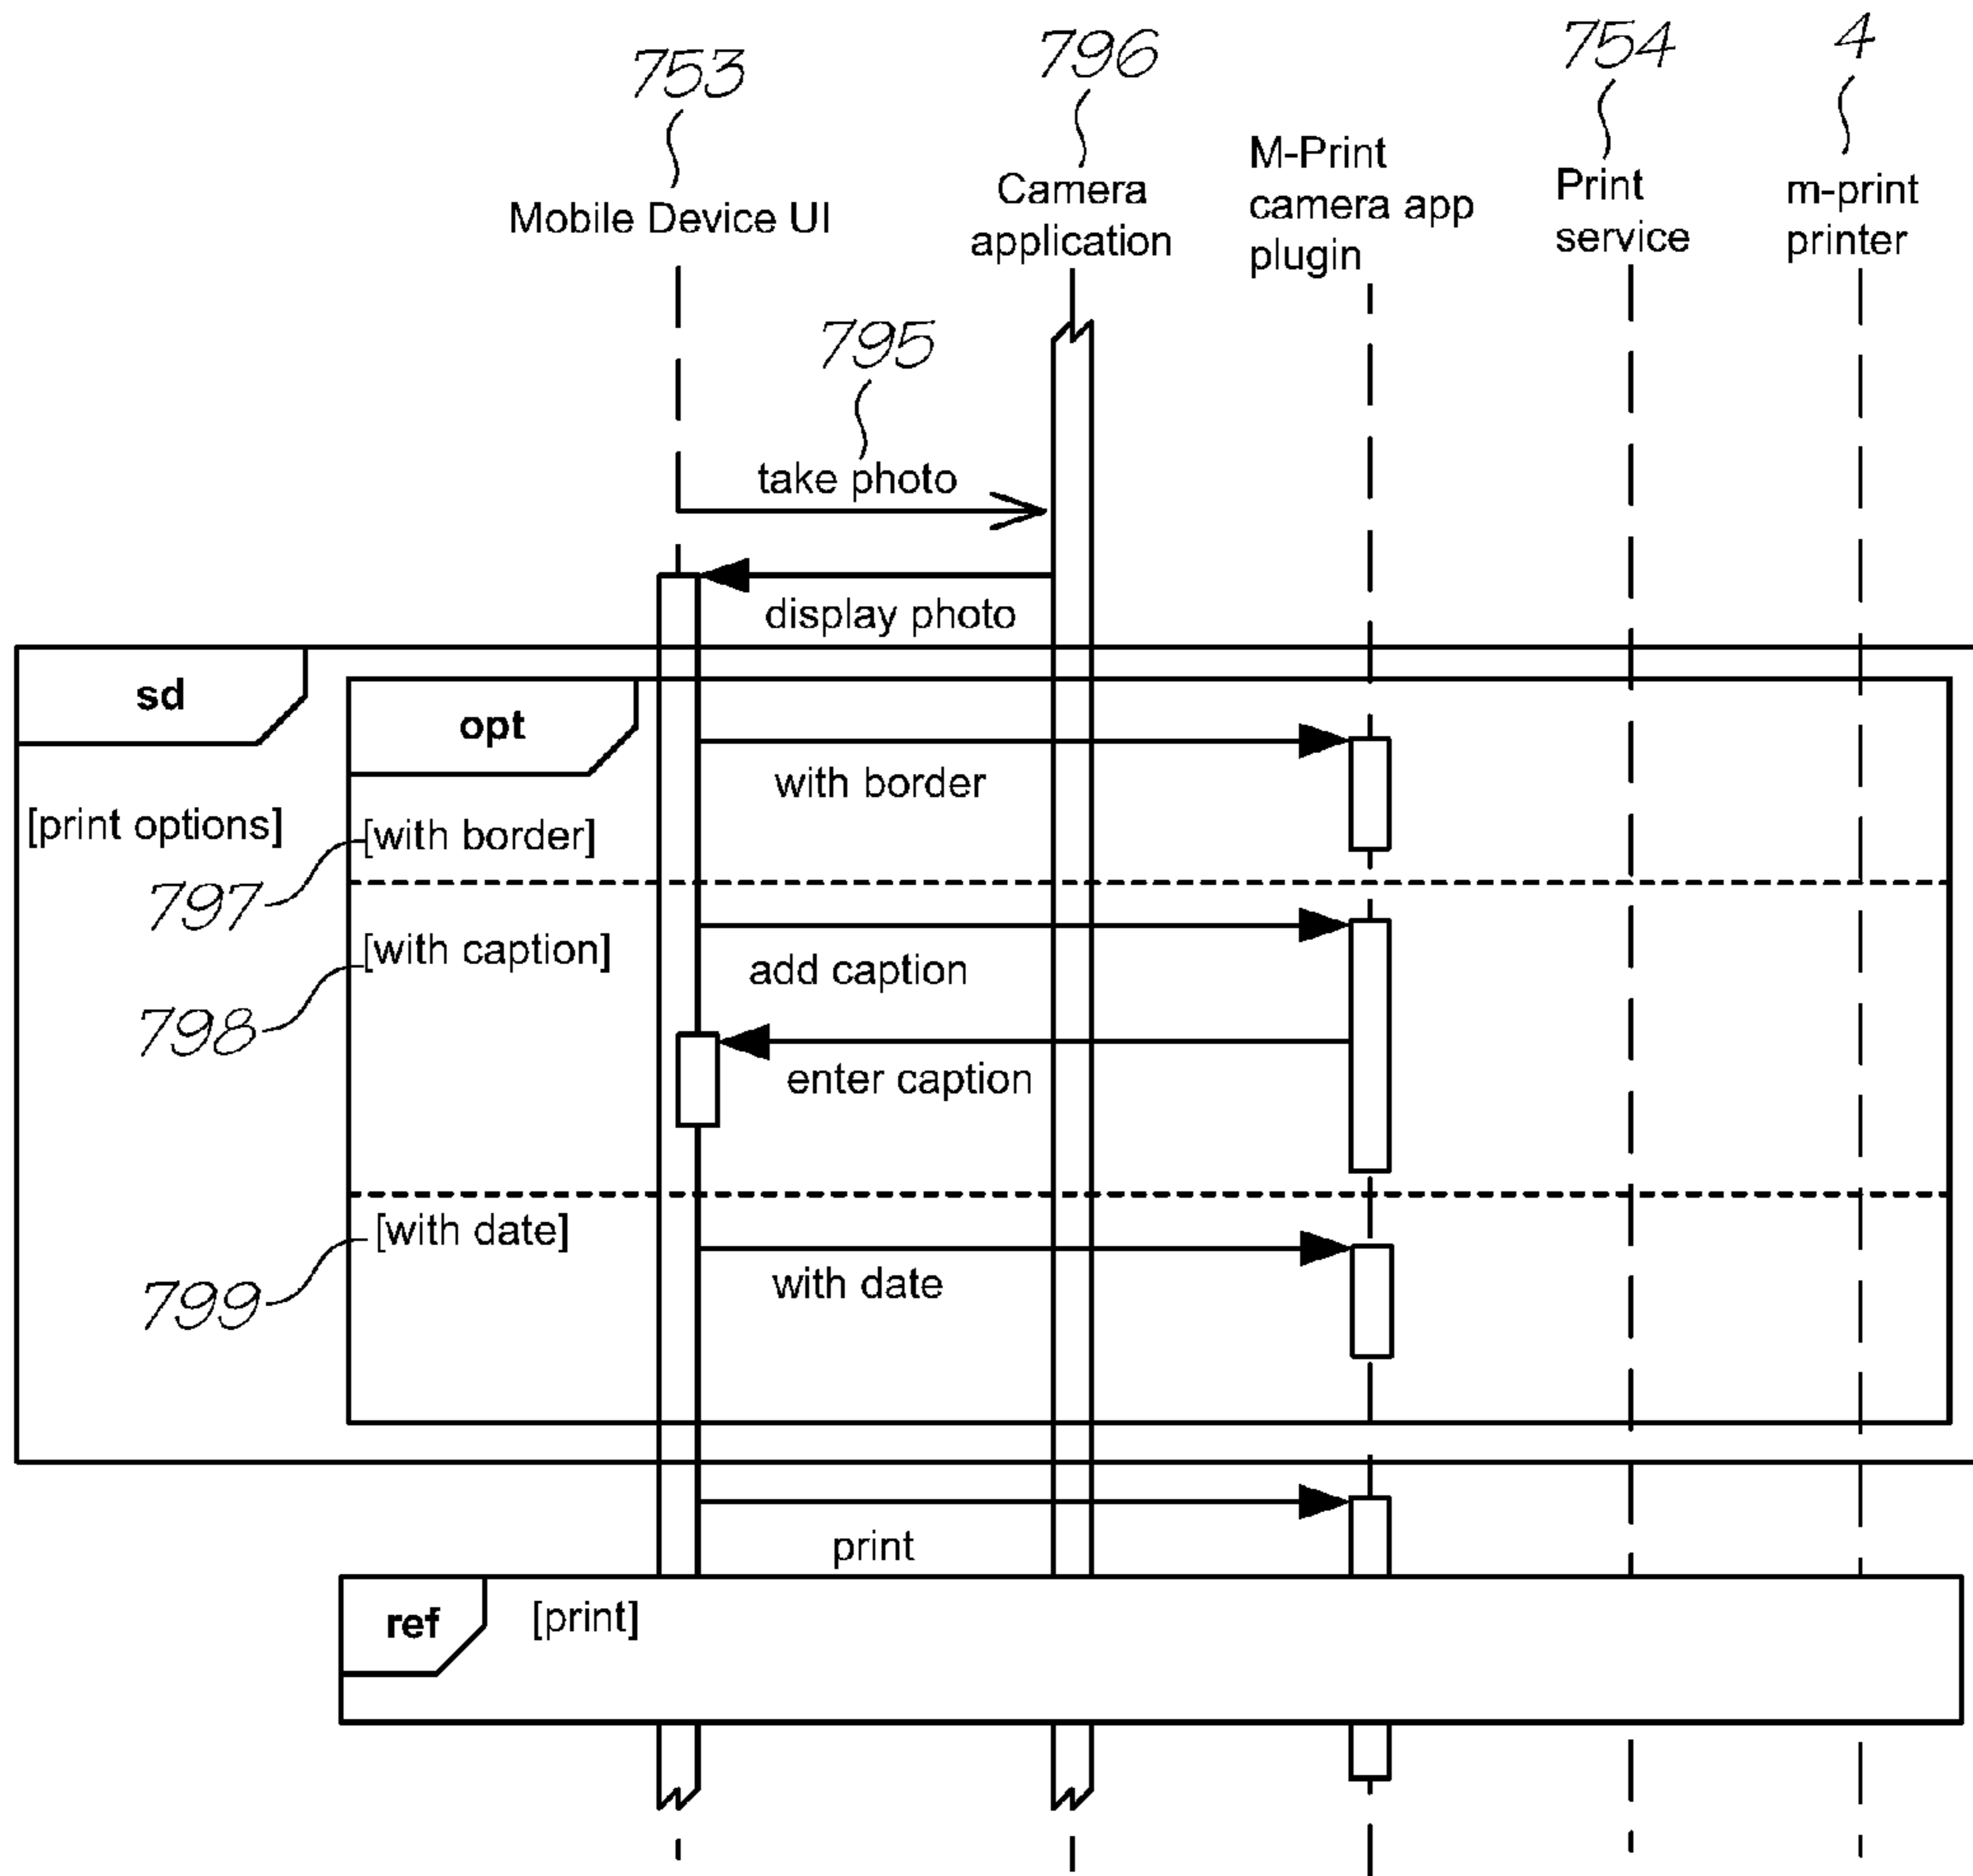 753
796
754
4
Mobile Device UI
Camera
application
M-Print
camera app
plugin
Print
service
m-print
printer
795
take photo
display photo
sd
opt
with border
[print options]
[with border]
797
[with caption]
add caption
798
enter caption
[with date]
with date
799
print
ref
[print]